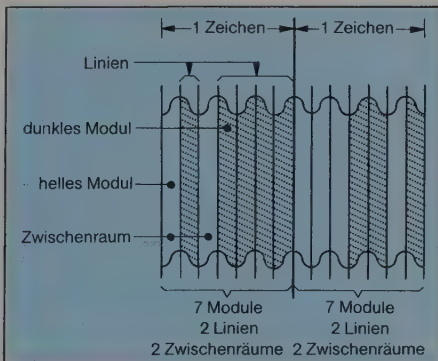 1 Zeichen 1 Zeichen
Linien
dunkles Modul
helles Modul
Zwischenraum
7 Module 7 Module
2 Linien 2 Linien
2 Zwischenräume 2 Zwischenräume